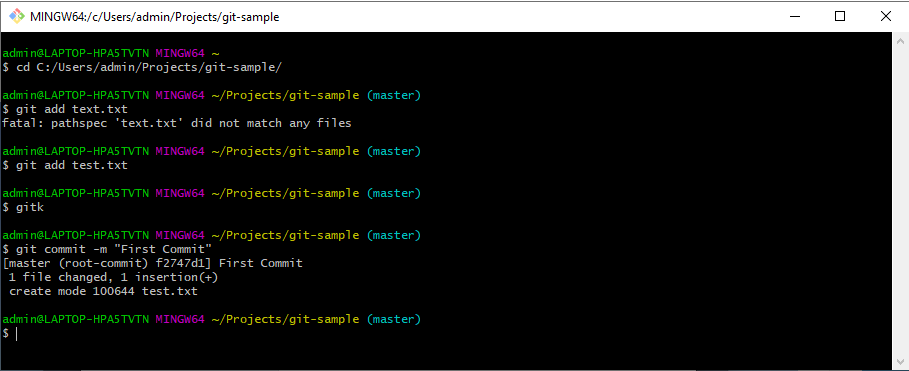 MINGW64:/c/Users/admin/Projects/git-sample
admin@LAPTOP-HPA5TVTN MINGW64 ~
$ cd C:/Users/admin/Projects/git-sample/
admin@LAPTOP-HPA5TVTN MINGW64 ~/Projects/git-sample (master)
$ git add text.txt
fatal: pathspec 'text.txt' did not match any files
admin@LAPTOP-HPA5TVTN MINGW64 ~/Projects/git-sample (master)
$ git add test.txt
admin@LAPTOP-HPA5TVTN MINGW64 ~/Projects/git-sample (master)
$ gitk
admin@LAPTOP-HPA5TVTN MINGW64 ~/Projects/git-sample (master)
$ git commit -m "First Commit"
[master (root-commit) f2747d1] First Commit
 1 file changed, 1 insertion(+)
 create mode 100644 test.txt
admin@LAPTOP-HPA5TVTN MINGW64 ~/Projects/git-sample (master)
$